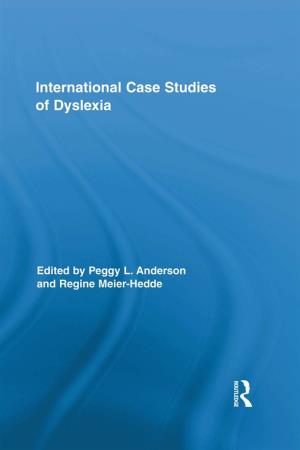 International Case Studies
of Dyslexia
Edited by Peggy L. Anderson
and Regine Meier-Hedde
ROUTLEDGE